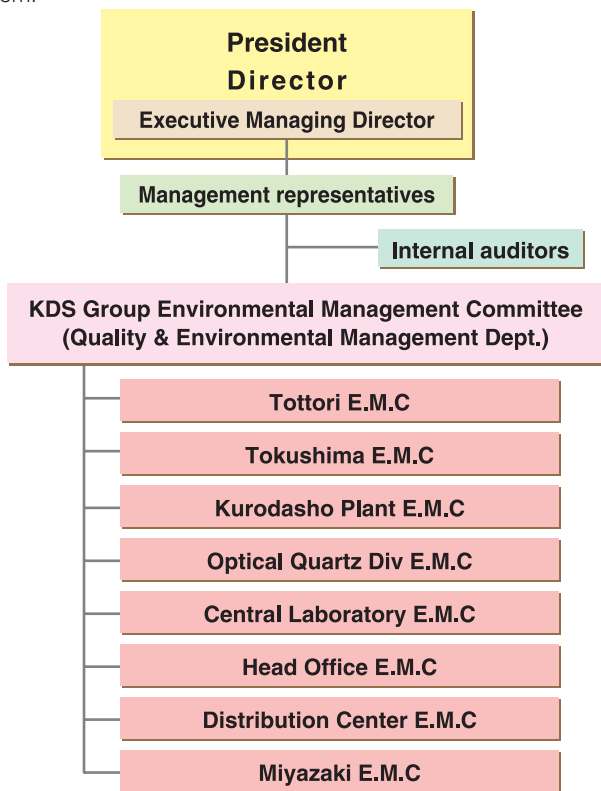 President
Director
Executive Managing Director
Management representatives
Internal auditors
KDS Group Environmental Management Committee
(Quality & Environmental Management Dept.)
Tottori E.M.C
Tokushima E.M.C
Kurodasho Plant E.M.C
Optical Quartz Div E.M.C
Central Laboratory E.M.C
Head Office E.M.C
Distribution Center E.M.C
Miyazaki E.M.C